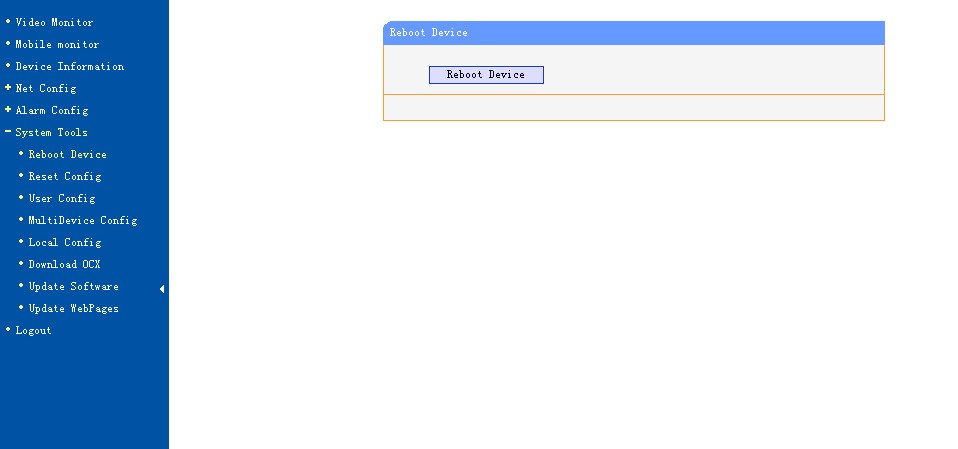 Video Monitor
Mobile monitor
Device Information
Net Config
Alarm Config
System Tools
Reboot Device
Reset Config
User Config
MultiDevice Config
Local Config
Download OCX
Update Software
Update WebPages
Logout
Reboot Device
Reboot Device